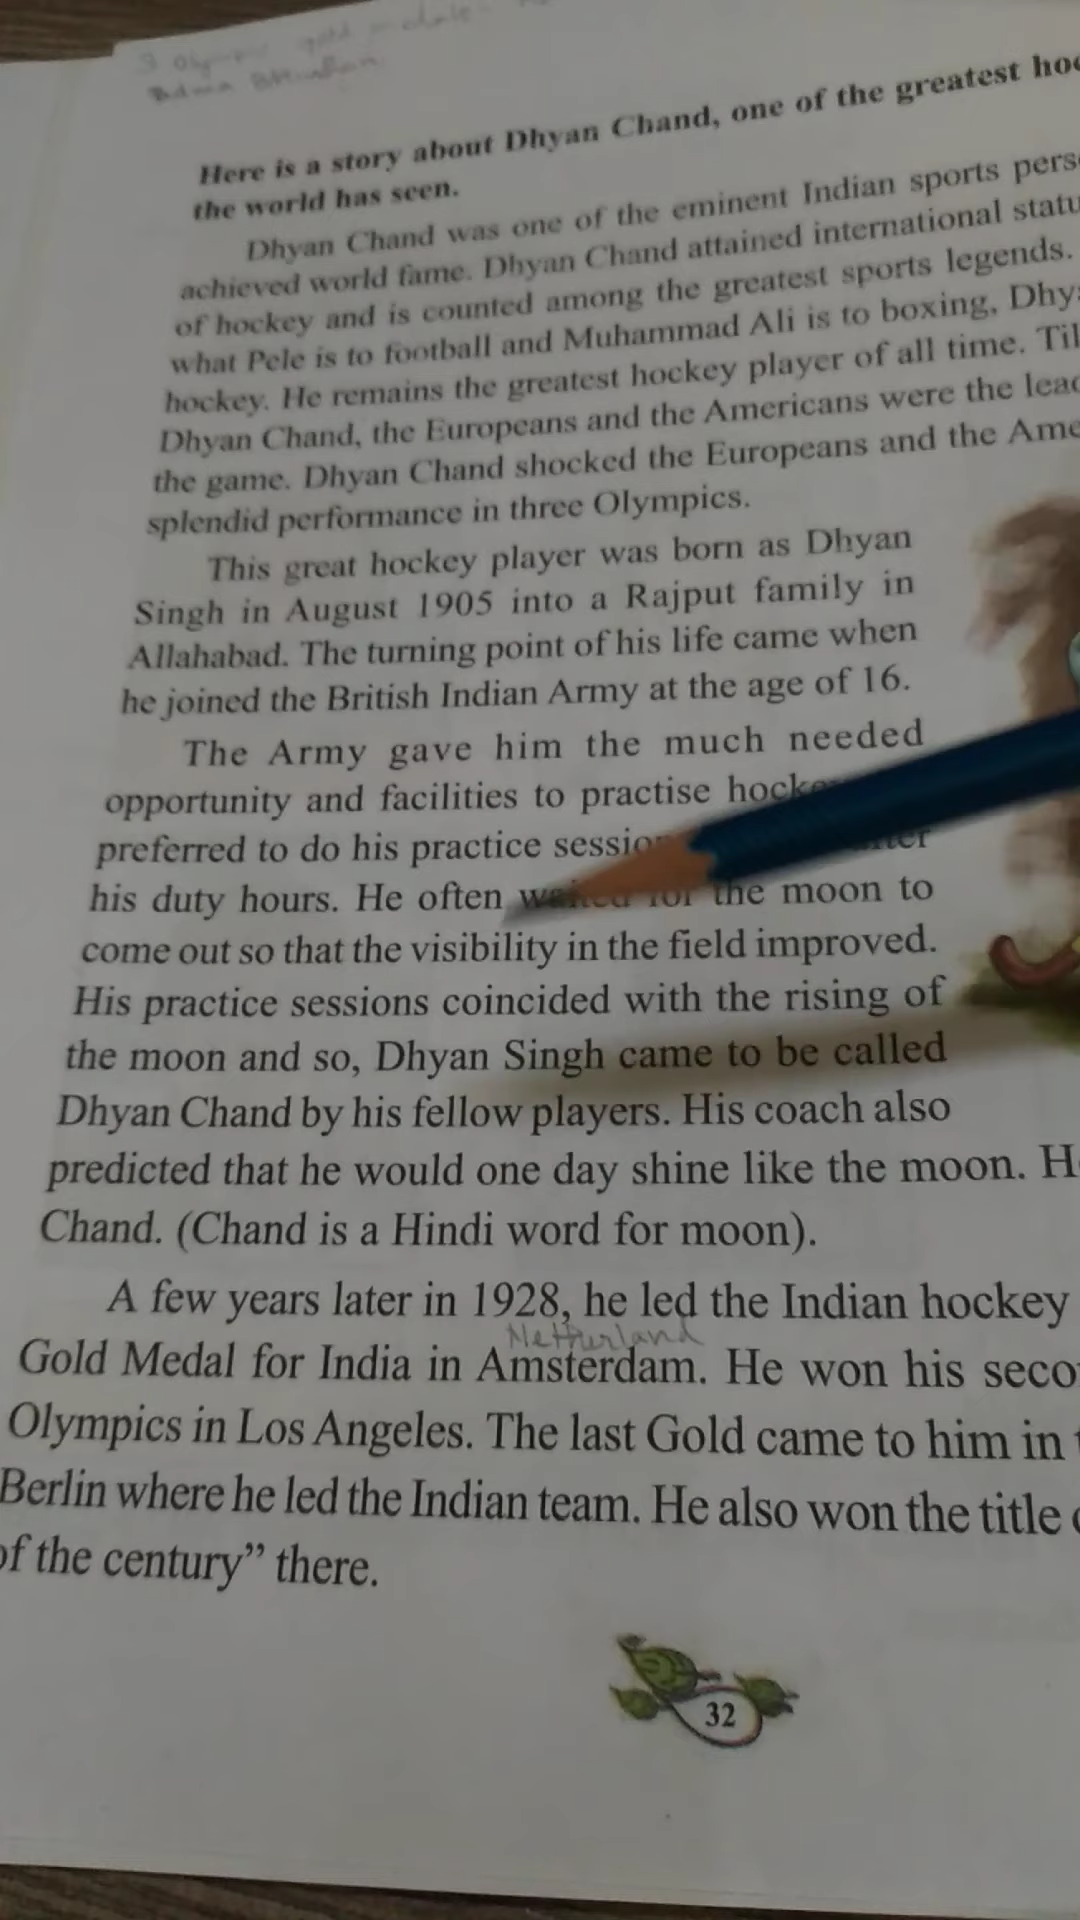 3 Olympic gold
Here is a story about Dhyan Chand, one of the greatest hoc
the world has seen.
Dhyan Chand was one of the eminent Indian sports pers
achieved world fame. Dhyan Chand attained international statu
of hockey and is counted among the greatest sports legends.
what Pele is to football and Muhammad Ali is to boxing, Dhy
hockey. He remains the greatest hockey player of all time. Til
Dhyan Chand, the Europeans and the Americans were the lead
the game. Dhyan Chand shocked the Europeans and the Ame
splendid performance in three Olympics.
This great hockey player was born as Dhyan
Singh in August 1905 into a Rajput family in
Allahabad. The turning point of his life came when
he joined the British Indian Army at the age of 16.
The Army gave him the much needed
opportunity and facilities to practise hocke
preferred to do his practice sessio
his duty hours. He often waited for the moon to
come out so that the visibility in the field improved.
His practice sessions coincided with the rising of
the moon and so, Dhyan Singh came to be called
Dhyan Chand by his fellow players. His coach also
predicted that he would one day shine like the moon. H
Chand. (Chand is a Hindi word for moon).
A few years later in 1928, he led the Indian hockey
Netherland
Gold Medal for India in Amsterdam. He won his seco
Olympics in Los Angeles. The last Gold came to him in
Berlin where he led the Indian team. He also won the title
of the century” there.
32